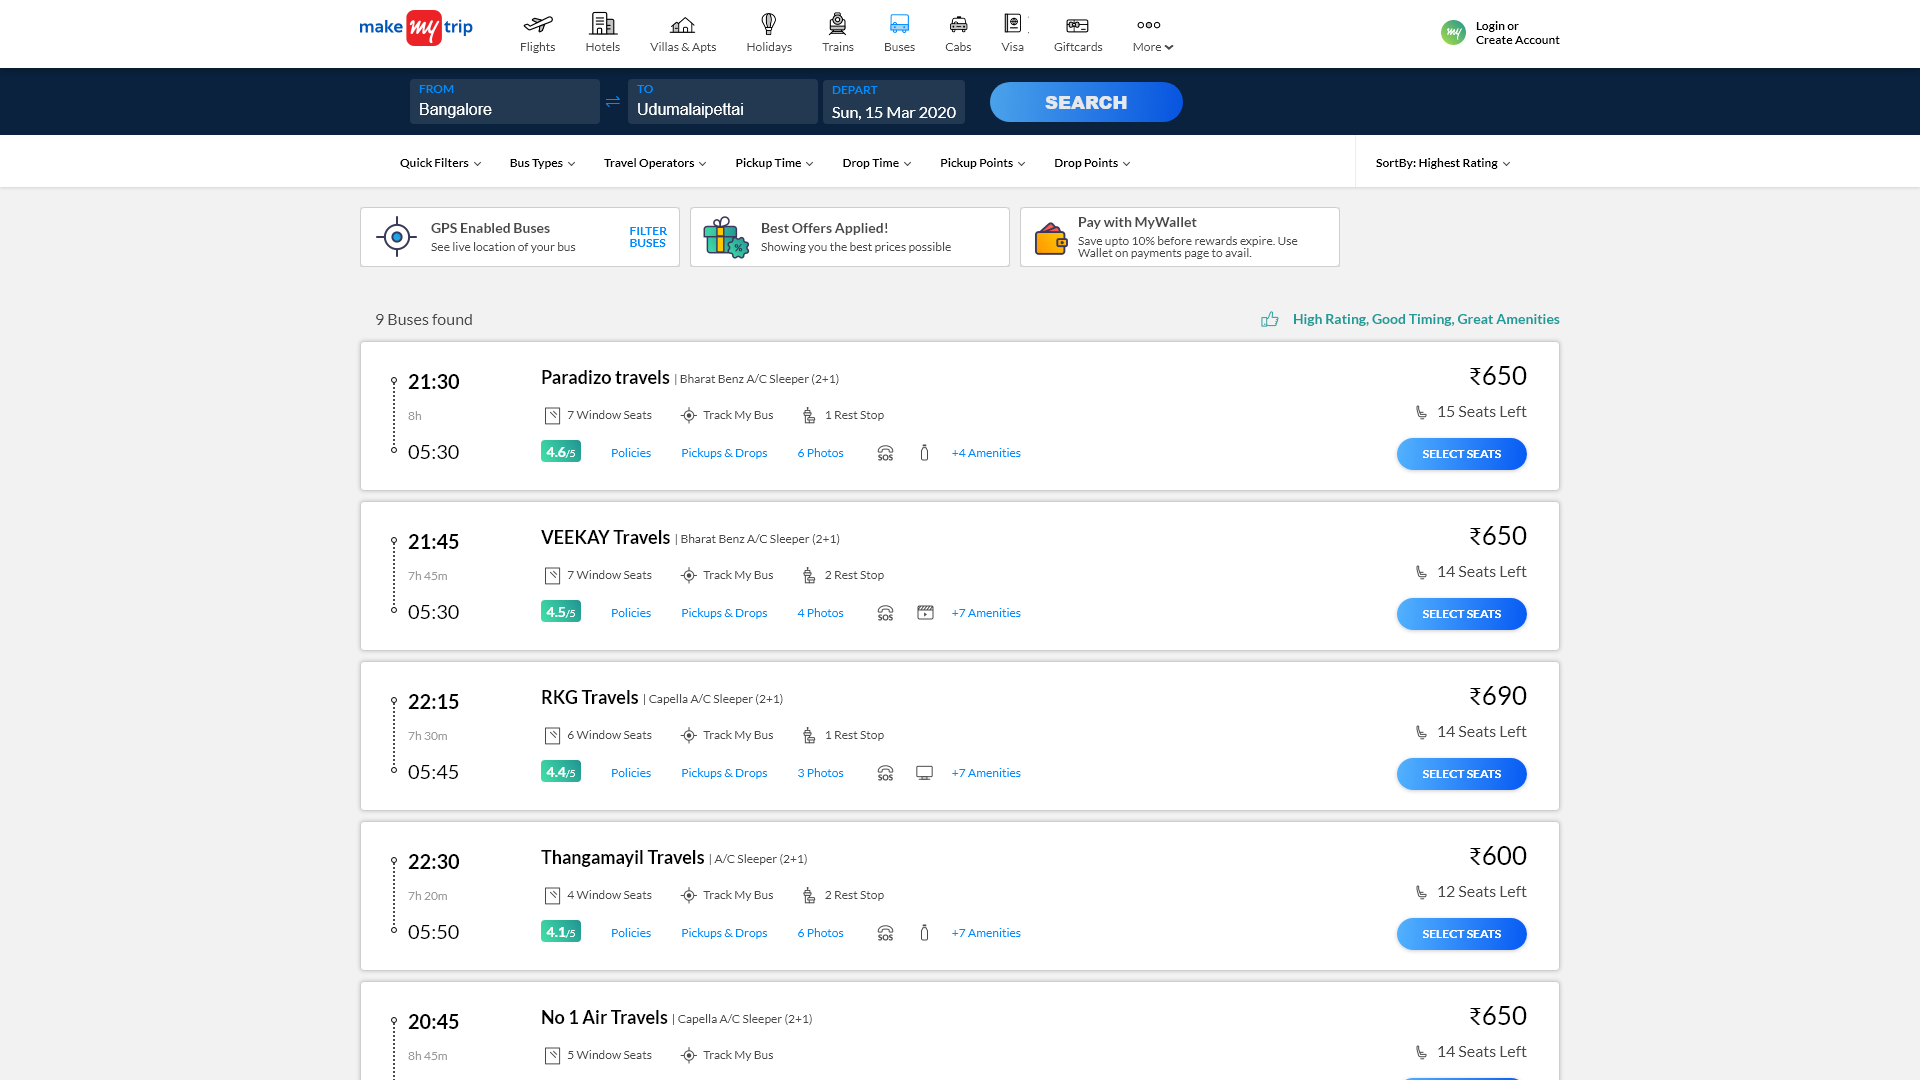 make my trip
Flights
Hotels
Villas & Apts
Holidays
Trains
Buses
Cabs
Visa
Giftcards
More
my
Login or
Create Account
FROM
Bangalore
TO
Udumalaipettai
DEPART
Sun, 15 Mar 2020
SEARCH
Quick Filters
Bus Types
Travel Operators
Pickup Time
Drop Time
Pickup Points
Drop Points
SortBy: Highest Rating
GPS Enabled Buses
See live location of your bus
FILTER
BUSES
Best Offers Applied!
Showing you the best prices possible
Pay with MyWallet
Save upto 10% before rewards expire. Use
Wallet on payments page to avail.
9 Buses found
High Rating, Good Timing, Great Amenities
21:30
8h
05:30
Paradizo travels | Bharat Benz A/C Sleeper (2+1)
7 Window Seats
Track My Bus
1 Rest Stop
4.6/5
Policies
Pickups & Drops
6 Photos
SOS
+4 Amenities
₹650
15 Seats Left
SELECT SEATS
21:45
7h 45m
05:30
VEEKAY Travels | Bharat Benz A/C Sleeper (2+1)
7 Window Seats
Track My Bus
2 Rest Stop
4.5/5
Policies
Pickups & Drops
4 Photos
SOS
+7 Amenities
₹650
14 Seats Left
SELECT SEATS
22:15
7h 30m
05:45
RKG Travels | Capella A/C Sleeper (2+1)
6 Window Seats
Track My Bus
1 Rest Stop
4.4/5
Policies
Pickups & Drops
3 Photos
SOS
+7 Amenities
₹690
14 Seats Left
SELECT SEATS
22:30
7h 20m
05:50
Thangamayil Travels | A/C Sleeper (2+1)
4 Window Seats
Track My Bus
2 Rest Stop
4.1/5
Policies
Pickups & Drops
6 Photos
SOS
+7 Amenities
₹600
12 Seats Left
SELECT SEATS
20:45
8h 45m
No 1 Air Travels | Capella A/C Sleeper (2+1)
5 Window Seats
Track My Bus
₹650
14 Seats Left